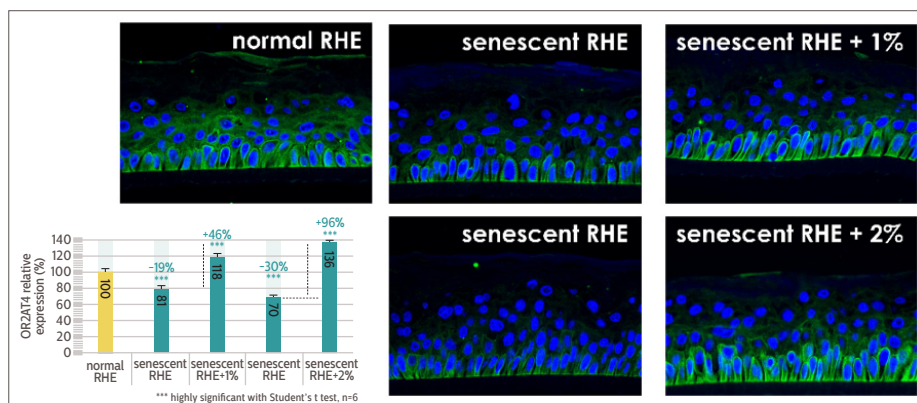 normal RHE
senescent RHE
senescent RHE + 1%
senescent RHE
senescent RHE + 2%
OR2AT4 relative
expression (%)
140
120
100
80
60
40
20
0
100
-19%
***
81
+46%
***
118
-30%
***
70
+96%
***
136
normal
RHE
senescent
RHE
senescent
RHE+1%
senescent
RHE
senescent
RHE+2%
*** highly significant with Student's t test, n=6